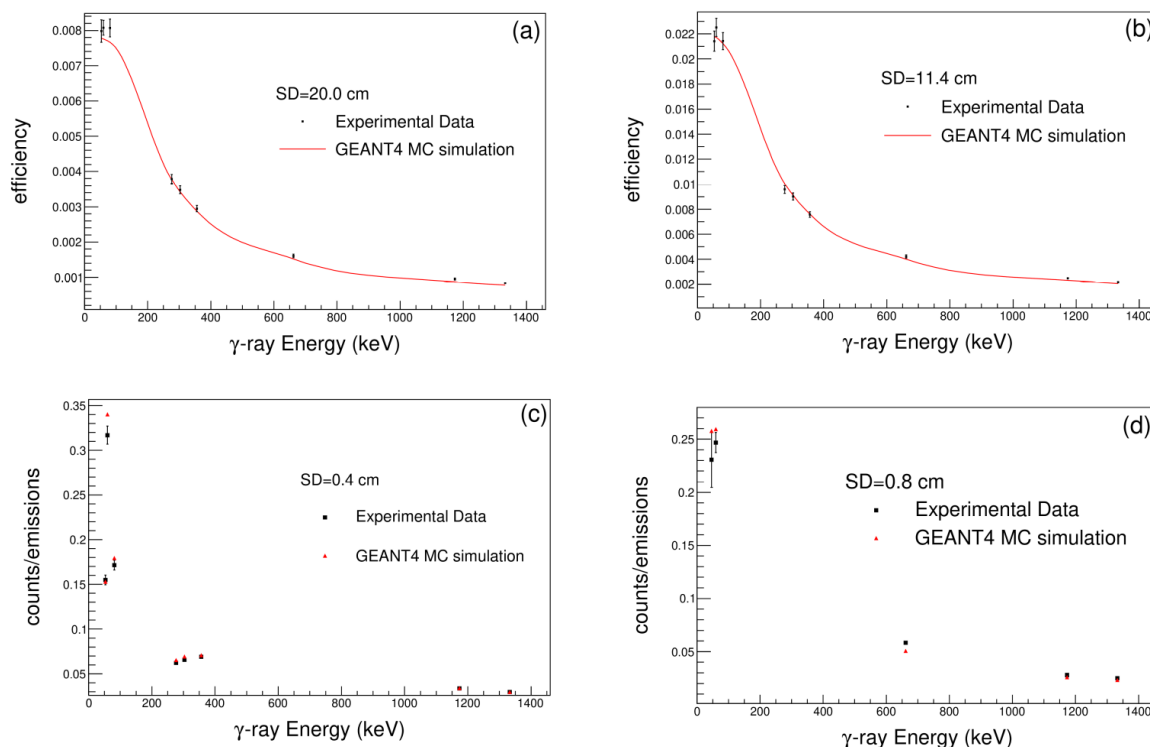 (a)
SD=20.0 cm
Experimental Data
GEANT4 MC simulation
efficiency
0.008
0.007
0.006
0.005
0.004
0.003
0.002
0.001
0 200 400 600 800 1000 1200 1400
γ-ray Energy (keV)
(b)
SD=11.4 cm
Experimental Data
GEANT4 MC simulation
efficiency
0.022
0.02
0.018
0.016
0.014
0.012
0.01
0.008
0.006
0.004
0.002
0 200 400 600 800 1000 1200 1400
γ-ray Energy (keV)
(c)
SD=0.4 cm
Experimental Data
GEANT4 MC simulation
counts/emissions
0.35
0.3
0.25
0.2
0.15
0.1
0.05
0 200 400 600 800 1000 1200 1400
γ-ray Energy (keV)
(d)
SD=0.8 cm
Experimental Data
GEANT4 MC simulation
counts/emissions
0.25
0.2
0.15
0.1
0.05
0 200 400 600 800 1000 1200 1400
γ-ray Energy (keV)